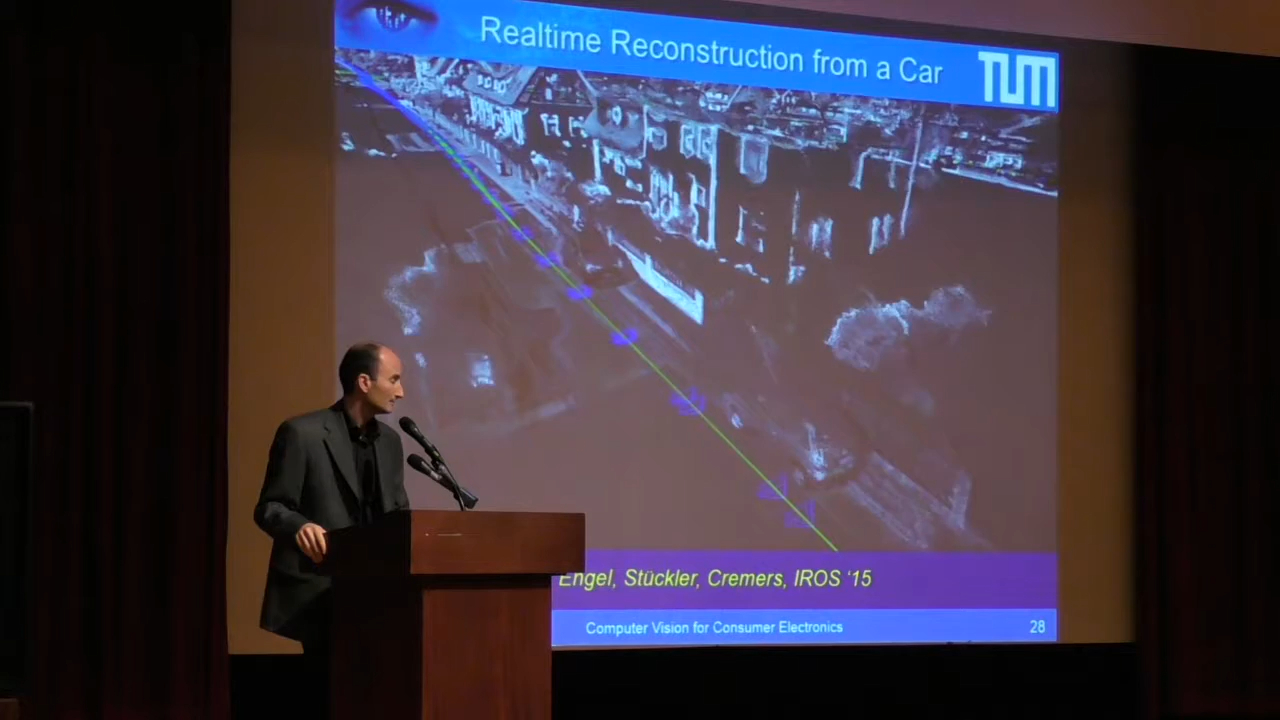 Realtime Reconstruction from a Car
TUM
Engel, Stückler, Cremers, IROS '15
Computer Vision for Consumer Electronics
28